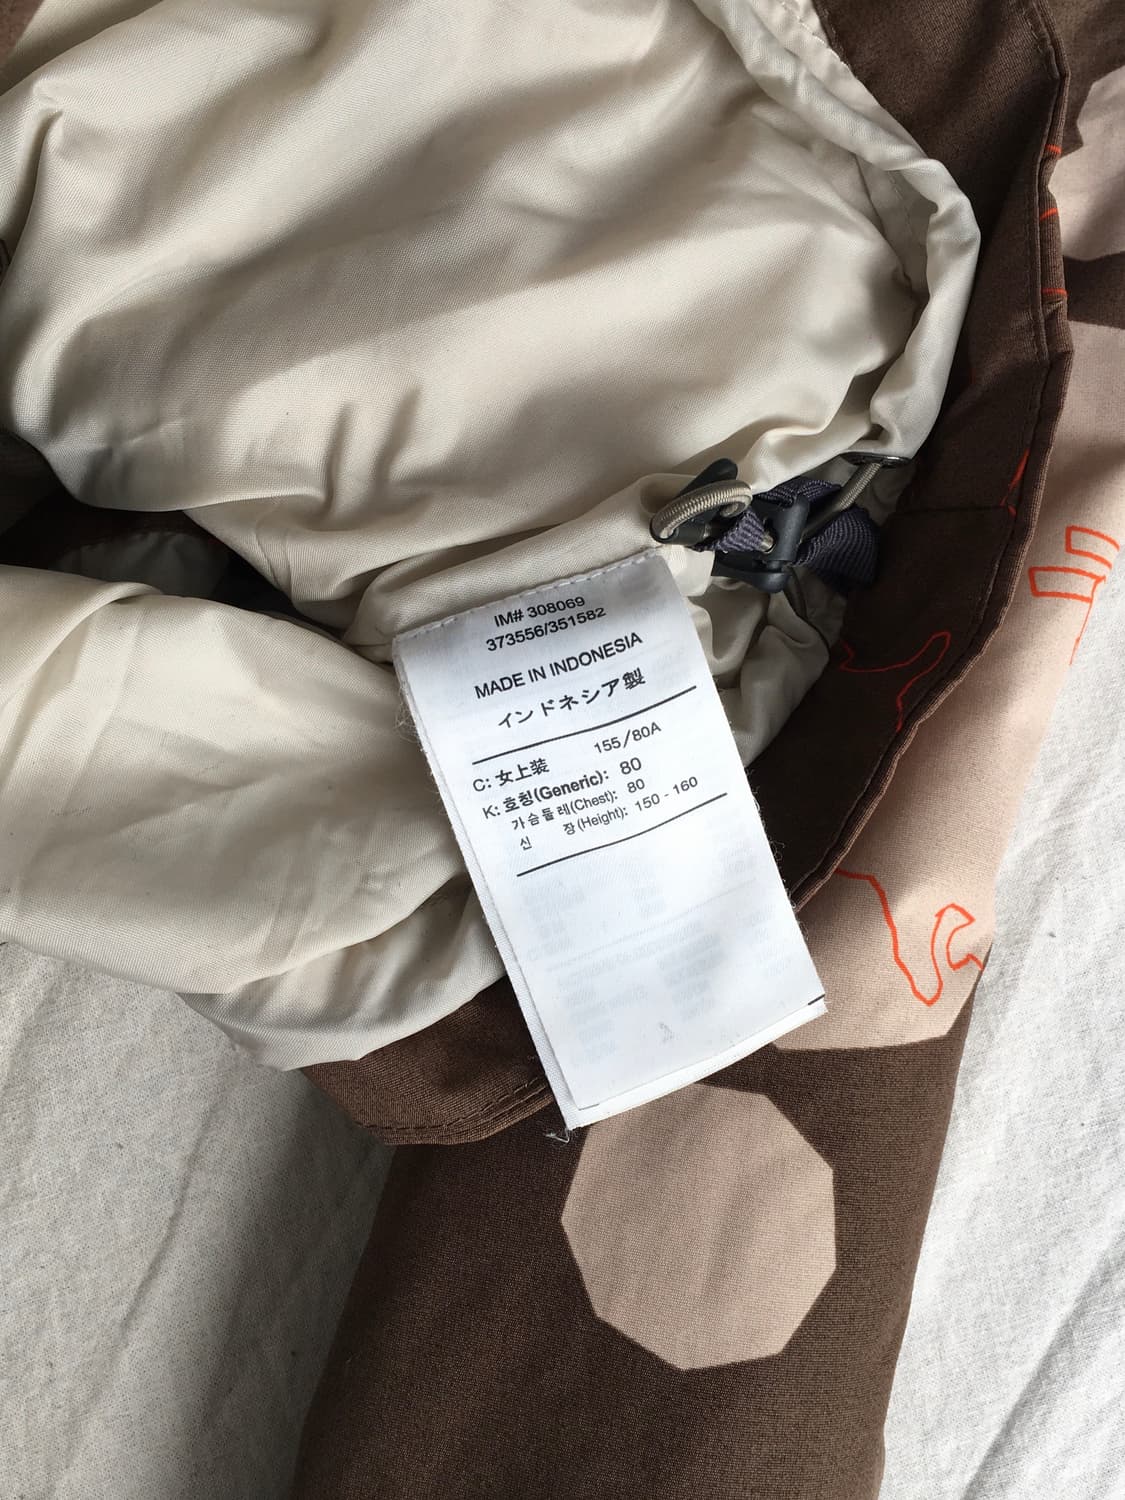 IM# 308069
373556/351582
MADE IN INDONESIA
インドネシア製
C: 女上装 155/80A
K: 호칭(Generic): 80
가슴둘레(Chest): 80
신 장(Height): 150 - 160